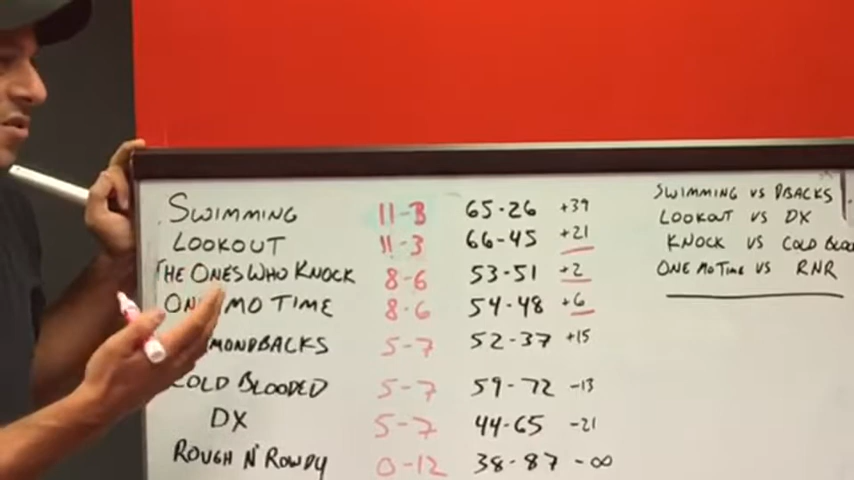 SWIMMING 11-3 65-26 +39
LOOKOUT 11-3 66-45 +21
THE ONES WHO KNOCK 8-6 53-51 +2
ON MO TIME 8-6 54-48 +6
MONDBACKS 5-7 52-37 +15
COLD BLOODED 5-7 59-72 -13
DX 5-7 44-65 -21
ROUGH N' ROWDY 0-12 38-87 -∞
SWIMMING VS DBACKS
LOOKOUT VS DX
KNOCK VS COLD BLOO
ONE MO TIME VS RNR